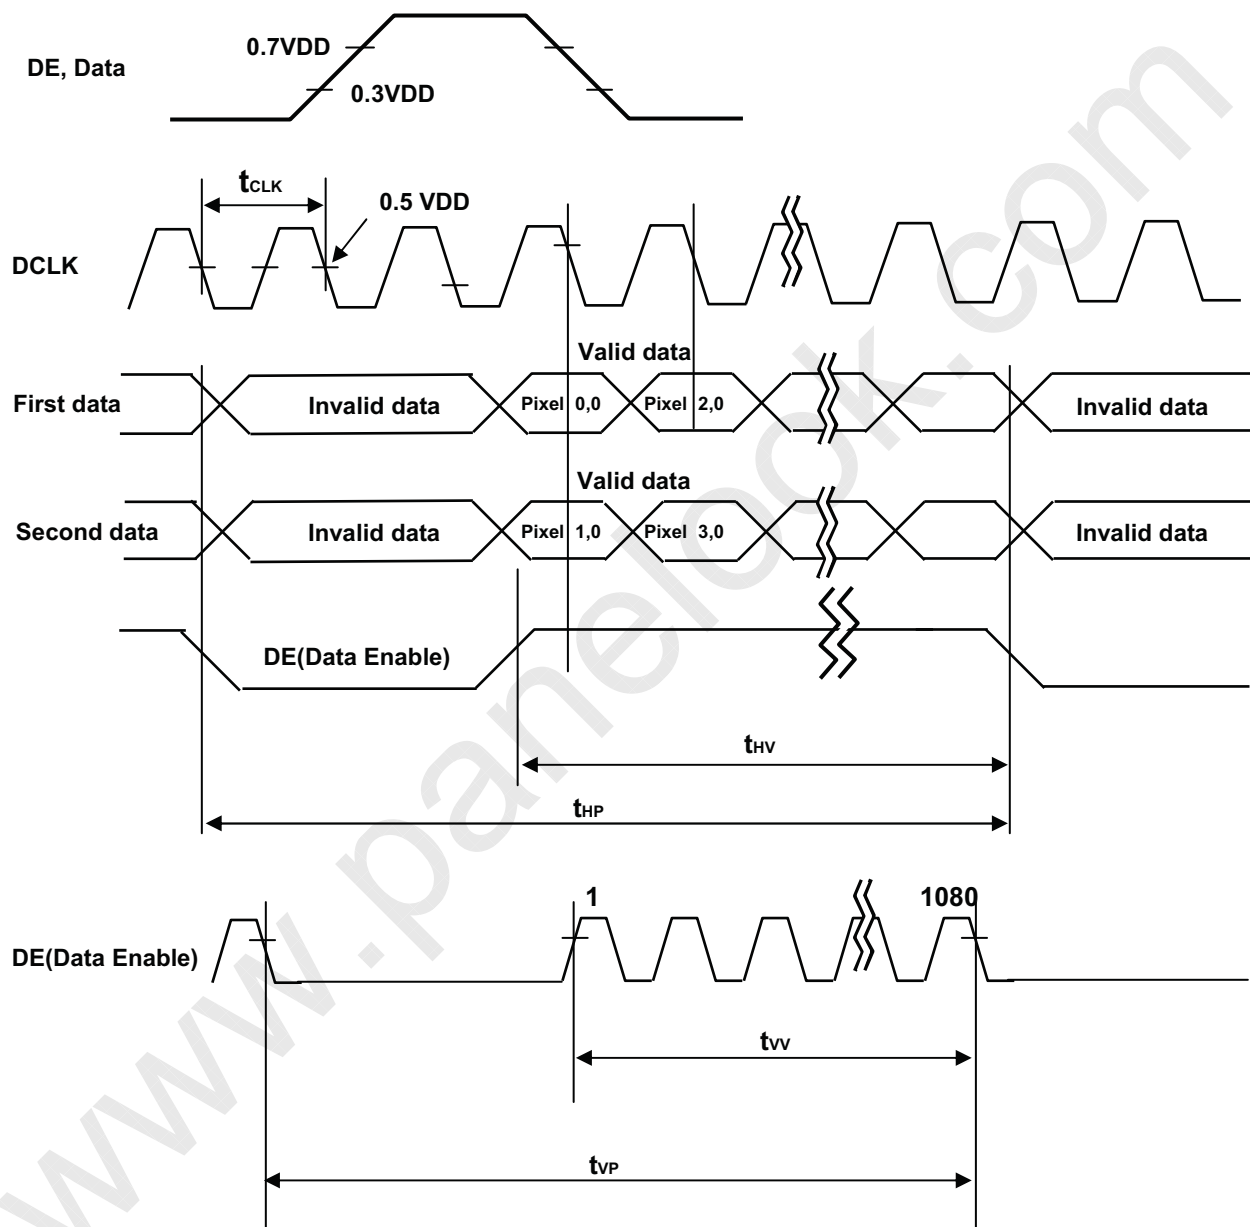 0.7VDD
DE, Data
0.3VDD
tCLK
0.5 VDD
DCLK
Valid data
First data
Invalid data
Pixel 0,0
Pixel 2,0
Invalid data
Valid data
Second data
Invalid data
Pixel 1,0
Pixel 3,0
Invalid data
DE(Data Enable)
tHV
tHP
1
1080
DE(Data Enable)
tVV
tVP
www.panelook.com